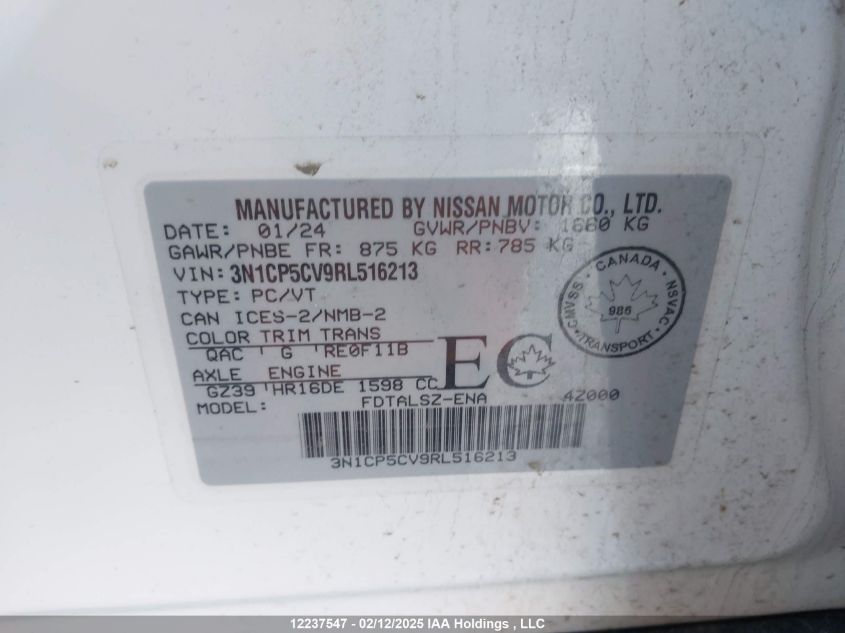 MANUFACTURED BY NISSAN MOTOR CO., LTD.
DATE: 01/24 GVWR/PNBV: 1660 KG
GAWR/PNBE FR: 875 KG RR: 785 KG
VIN: 3N1CP5CV9RL516213
TYPE: PC/VT
CAN ICES-2/NMB-2
COLOR TRIM TRANS
QAC G RE0F11B
AXLE ENGINE
GZ39 HR16DE 1598 CC
MODEL: FDTALSZ-ENA 4Z000
EC
CANADA
CMVSS 985 NSVAC
TRANSPORT
3N1CP5CV9RL516213
12237547 - 02/12/2025 IAA Holdings , LLC